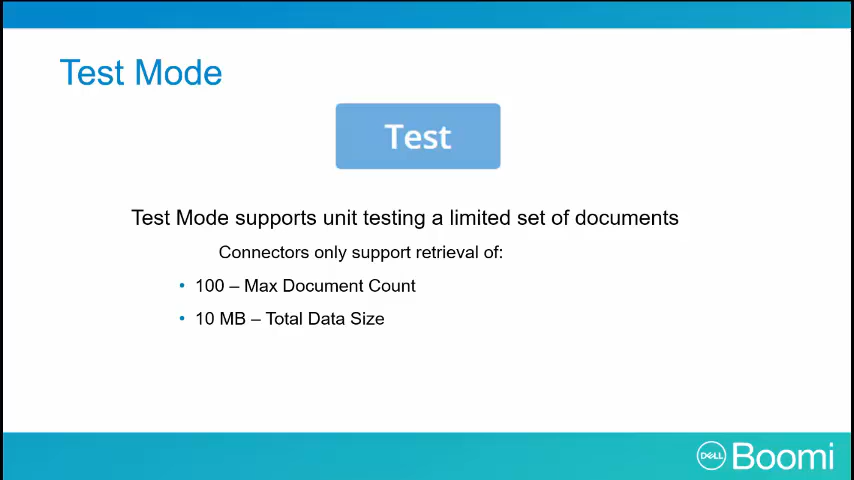 Test Mode
Test
Test Mode supports unit testing a limited set of documents
Connectors only support retrieval of:
• 100 – Max Document Count
• 10 MB – Total Data Size
DELL Boomi